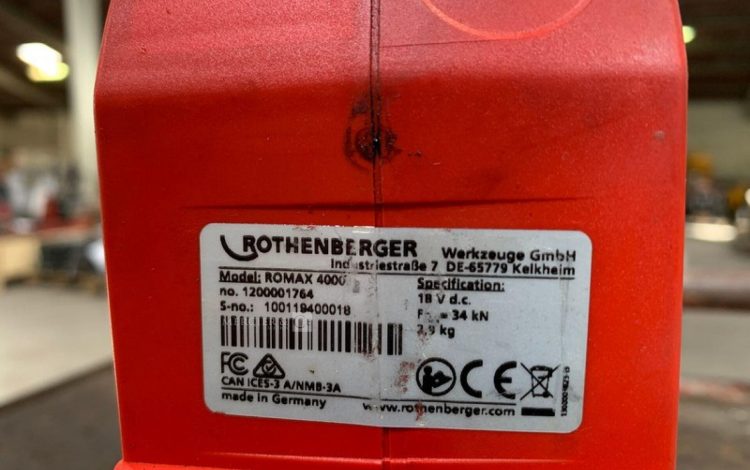 ROTHENBERGER Werkzeuge GmbH
Industriestraße 7 DE-65779 Kelkheim
Model: ROMAX 4000
no. 1200001764
S-no.: 100119400018
Specification:
18 V d.c.
= 34 kN
2,9 kg
FC
CE
CAN ICES-3 A/NMB-3A
made in Germany
www.rothenberger.com